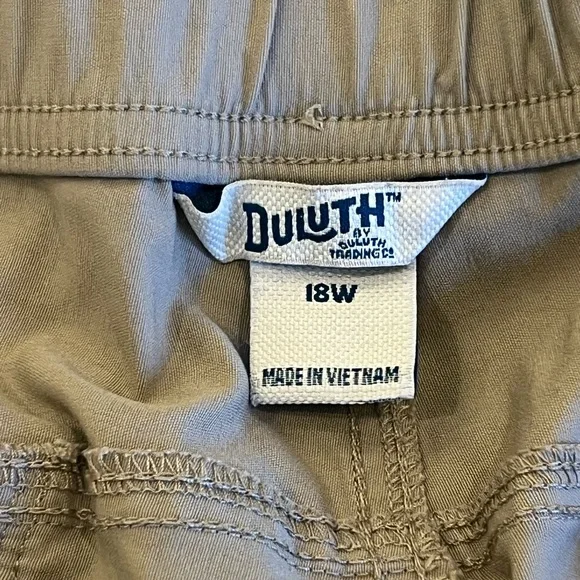 DULUTH™
BY
DULUTH
TRADING CO
18W
MADE IN VIETNAM